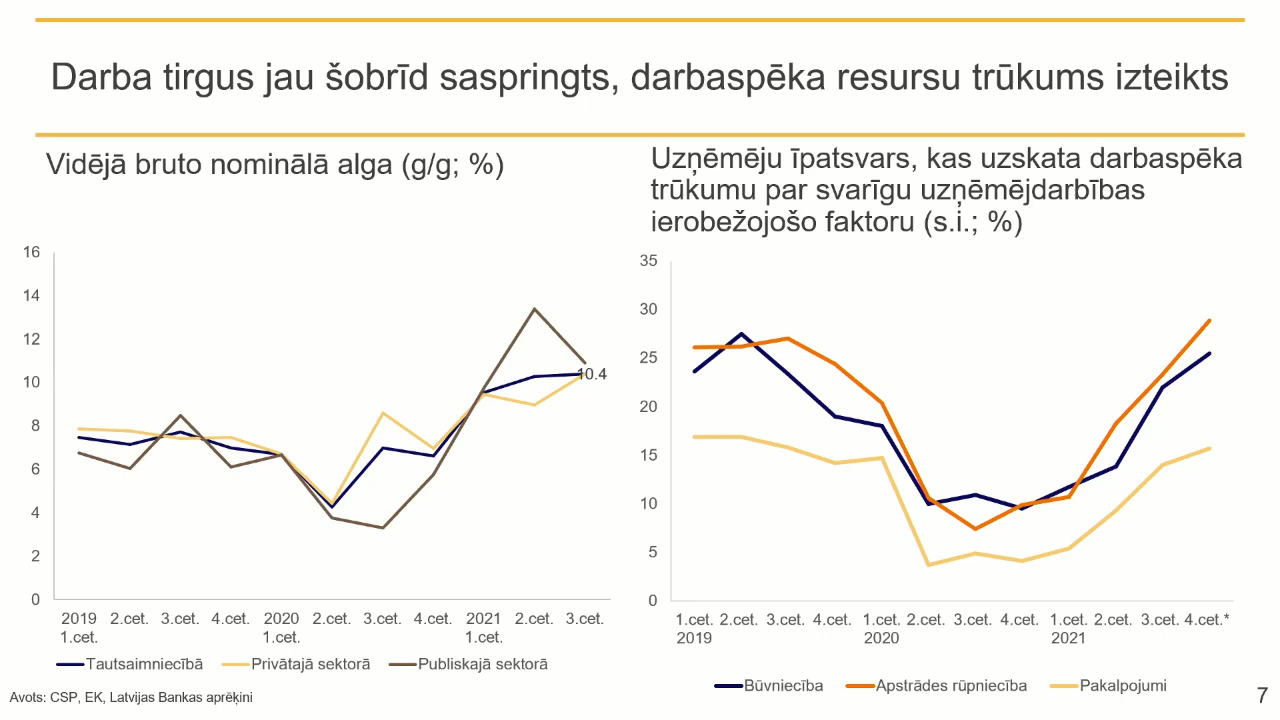 Darba tirgus jau šobrīd saspringts, darbaspēka resursu trūkums izteikts
Vidējā bruto nominālā alga (g/g; %)
16
14
12
10
8
6
4
2
0
10.4
2019 2.cet. 3.cet. 4.cet. 2020 2.cet. 3.cet. 4.cet. 2021 2.cet. 3.cet.
1.cet. 1.cet. 1.cet.
Tautsaimniecībā Privātajā sektorā Publiskajā sektorā
Uzņēmēju īpatsvars, kas uzskata darbaspēka
trūkumu par svarīgu uzņēmējdarbības
ierobežojošo faktoru (s.i.; %)
35
30
25
20
15
10
5
0
1.cet. 2.cet. 3.cet. 4.cet. 1.cet. 2.cet. 3.cet. 4.cet. 1.cet. 2.cet. 3.cet. 4.cet.*
2019 2020 2021
Būvniecība Apstrādes rūpniecība Pakalpojumi
Avots: CSP, EK, Latvijas Bankas aprēķini
7